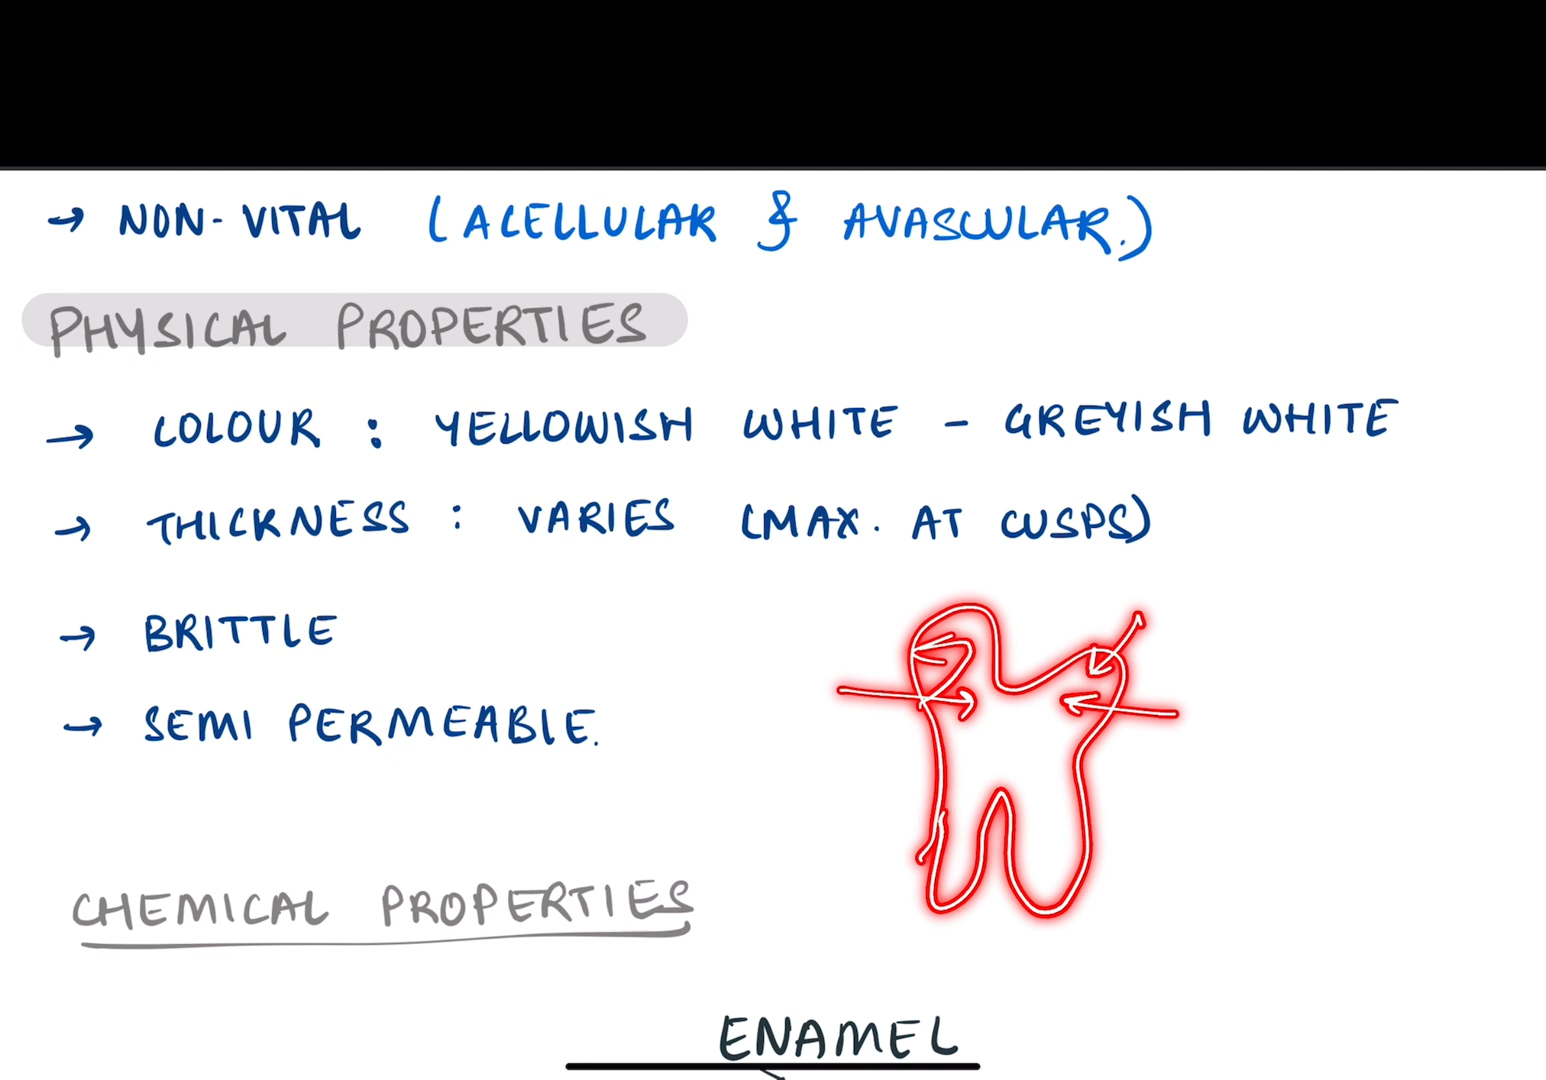 → NON-VITAL (ACELLULAR & AVASCULAR.)
PHYSICAL PROPERTIES
→ COLOUR : YELLOWISH WHITE - GREYISH WHITE
→ THICKNESS : VARIES (MAX. AT CUSPS)
→ BRITTLE
→ SEMI PERMEABLE.
CHEMICAL PROPERTIES
ENAMEL